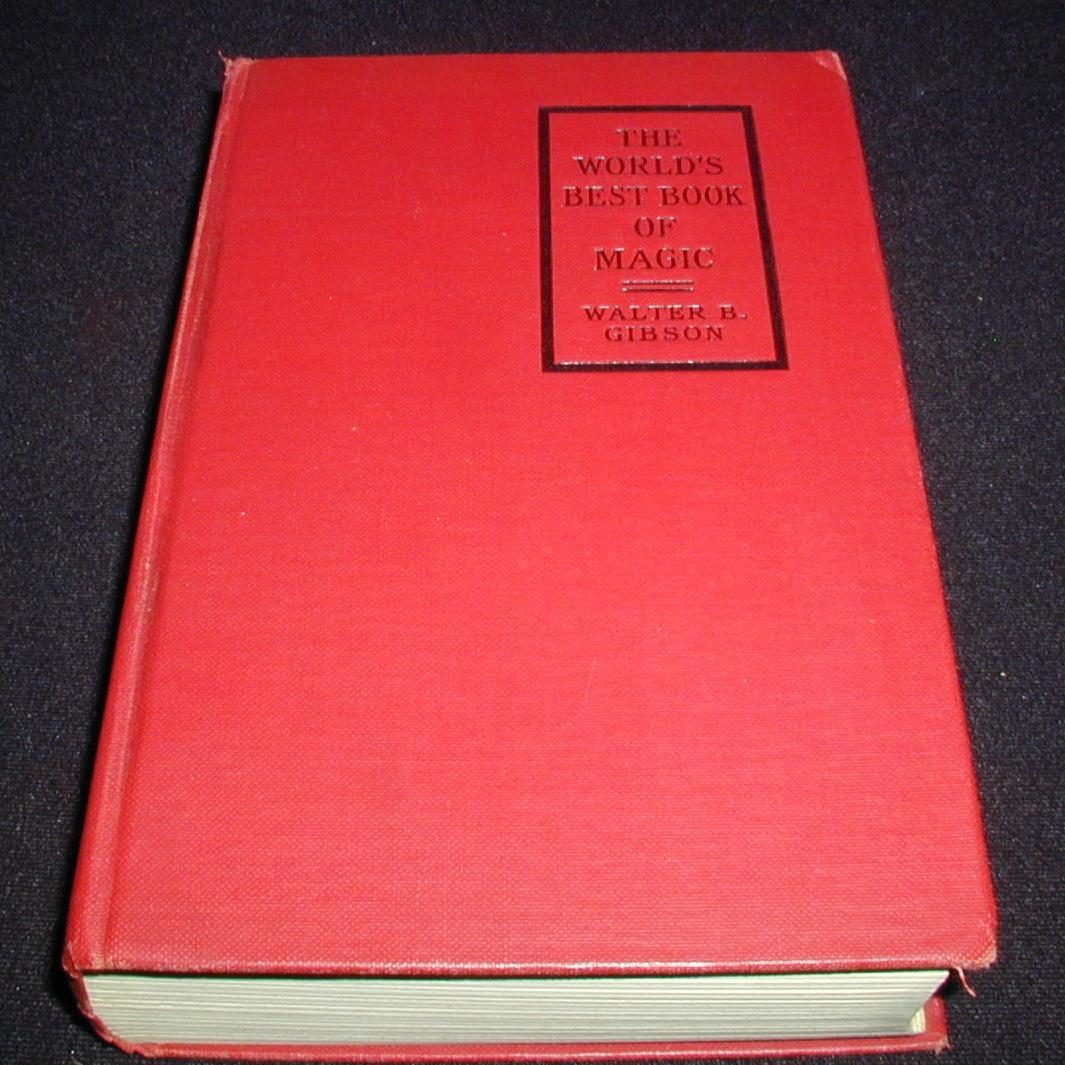 THE
WORLD'S
BEST BOOK
OF
MAGIC
WALTER B.
GIBSON